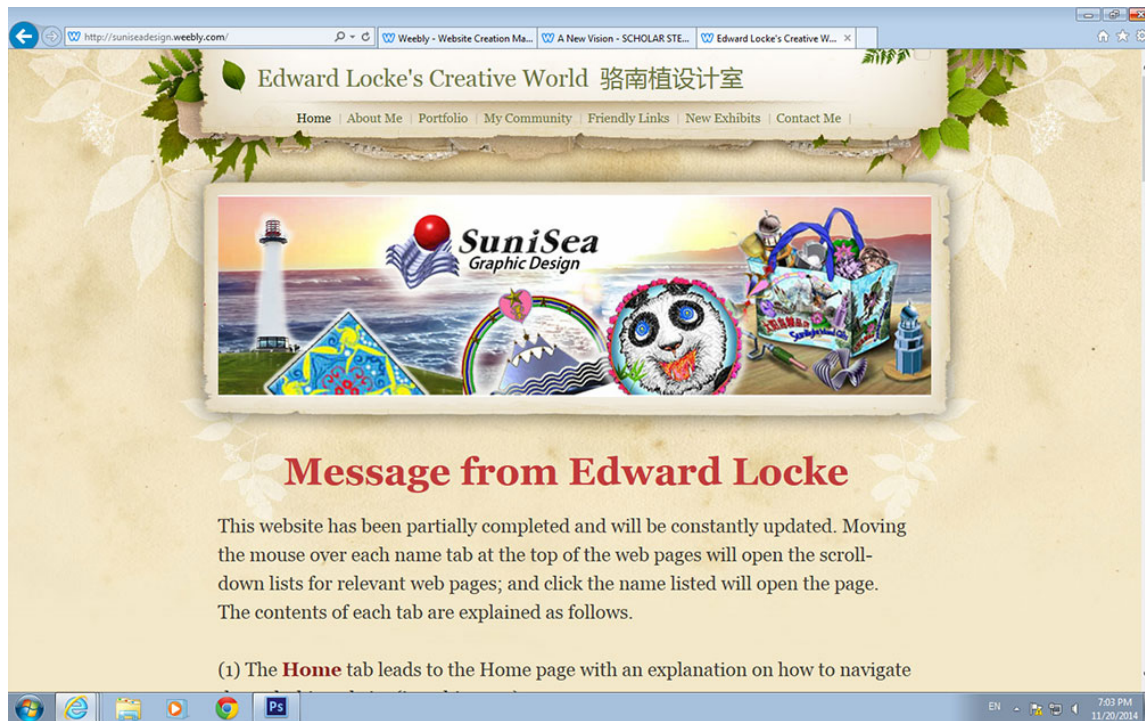 http://suniseadesign.weebly.com/
Weebly - Website Creation Ma...
A New Vision - SCHOLAR STE...
Edward Locke's Creative W...
Edward Locke's Creative World 骆南植设计室
Home | About Me | Portfolio | My Community | Friendly Links | New Exhibits | Contact Me |
SuniSea
Graphic Design
Message from Edward Locke
This website has been partially completed and will be constantly updated. Moving
the mouse over each name tab at the top of the web pages will open the scroll-
down lists for relevant web pages; and click the name listed will open the page.
The contents of each tab are explained as follows.
(1) The Home tab leads to the Home page with an explanation on how to navigate
Ps
EN
7:03 PM
11/20/2014